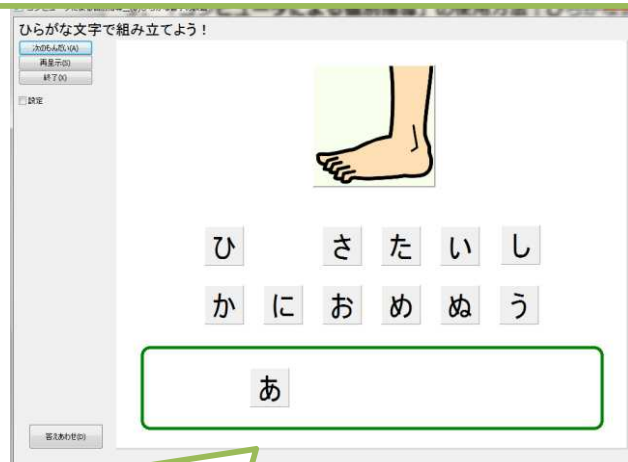 ひらがな文字で組み立てよう！
次のもんだい(A)
再呈示(S)
終了(X)
設定
ひ さ た い し
か に お め ぬ う
あ
答えあわせ(D)